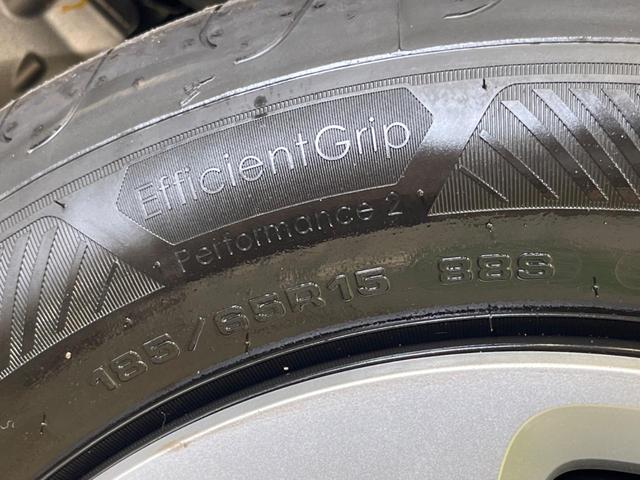 EfficientGrip
Performance 2
185/65R15 88S